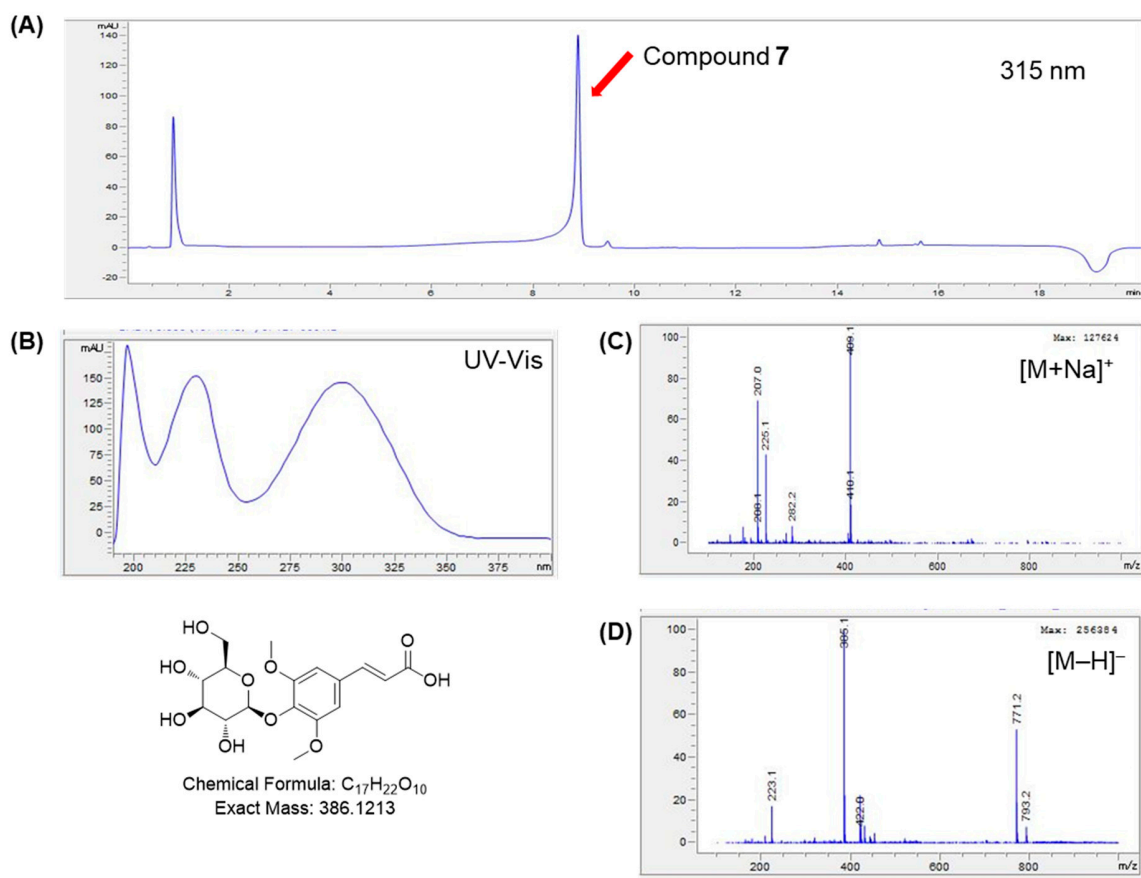 (A)
mAU
140
120
100
80
60
40
20
0
-20
Compound 7
315 nm
2
4
6
8
10
12
14
16
18
min
(B)
mAU
150
125
100
75
50
25
0
UV-Vis
200
225
250
275
300
325
350
375
nm
(C)
100
80
60
40
20
0
Max: 127624
[M+Na]⁺
207.0
208.1
225.1
282.2
409.1
410.1
200
400
600
800
m/z
HO
HO
HO
OH
O
O
O
O
O
OH
Chemical Formula: C₁₇H₂₂O₁₀
Exact Mass: 386.1213
(D)
100
80
60
40
20
0
Max: 256384
[M–H]⁻
223.1
385.1
422.0
771.2
793.2
200
400
600
800
m/z